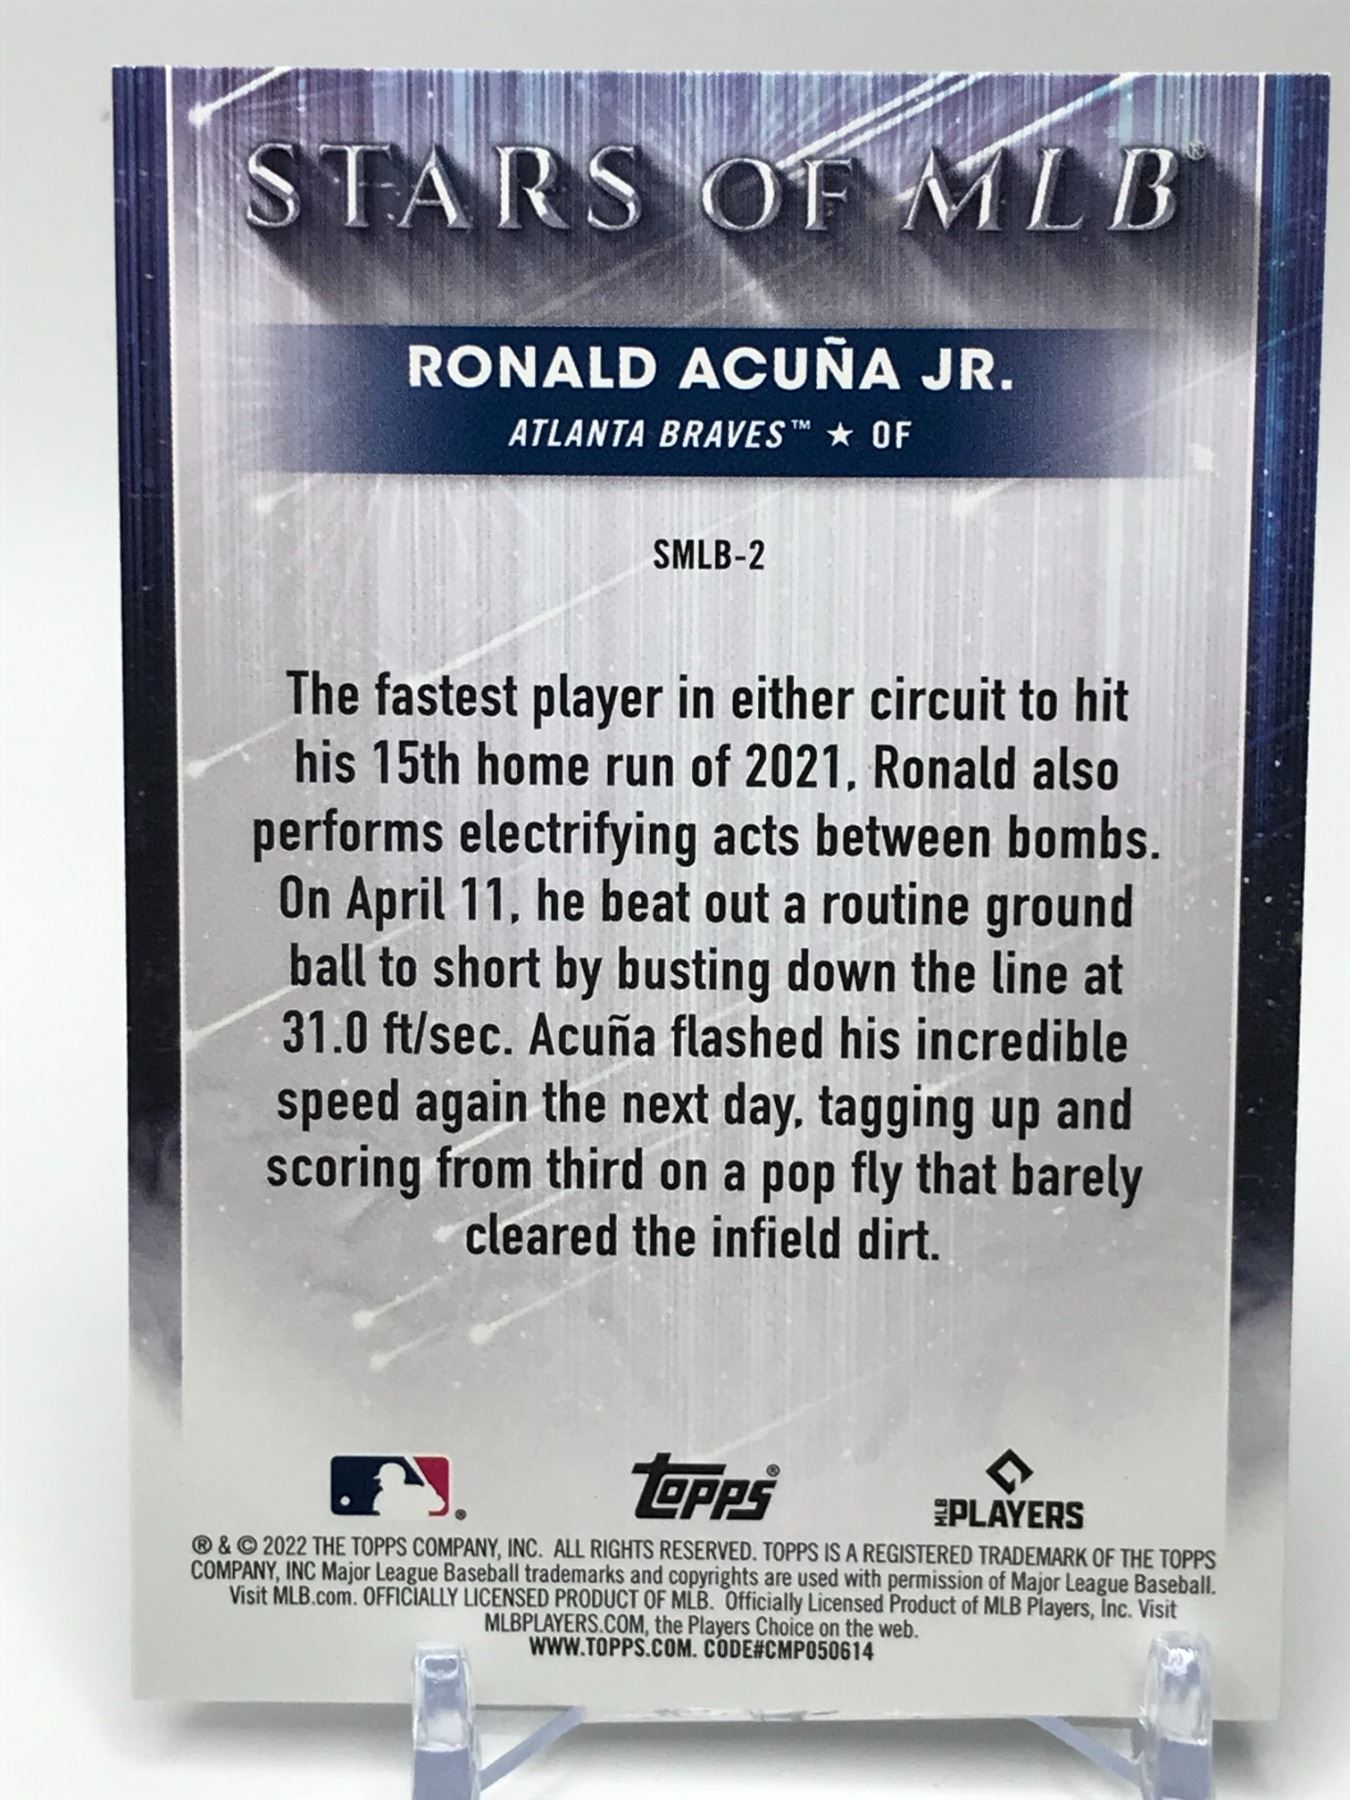 STARS OF MLB®
RONALD ACUÑA JR.
ATLANTA BRAVES™ ★ OF
SMLB-2
The fastest player in either circuit to hit
his 15th home run of 2021, Ronald also
performs electrifying acts between bombs.
On April 11, he beat out a routine ground
ball to short by busting down the line at
31.0 ft/sec. Acuña flashed his incredible
speed again the next day, tagging up and
scoring from third on a pop fly that barely
cleared the infield dirt.
®
Topps®
MLB PLAYERS
® & © 2022 THE TOPPS COMPANY, INC. ALL RIGHTS RESERVED. TOPPS IS A REGISTERED TRADEMARK OF THE TOPPS
COMPANY, INC Major League Baseball trademarks and copyrights are used with permission of Major League Baseball.
Visit MLB.com. OFFICIALLY LICENSED PRODUCT OF MLB. Officially Licensed Product of MLB Players, Inc. Visit
MLBPLAYERS.COM, the Players Choice on the web.
WWW.TOPPS.COM. CODE#CMP050614